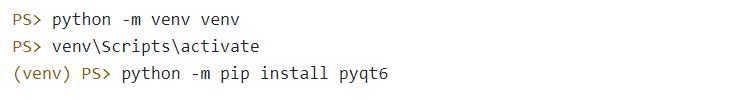 PS> python -m venv venv
PS> venv\Scripts\activate
(venv) PS> python -m pip install pyqt6